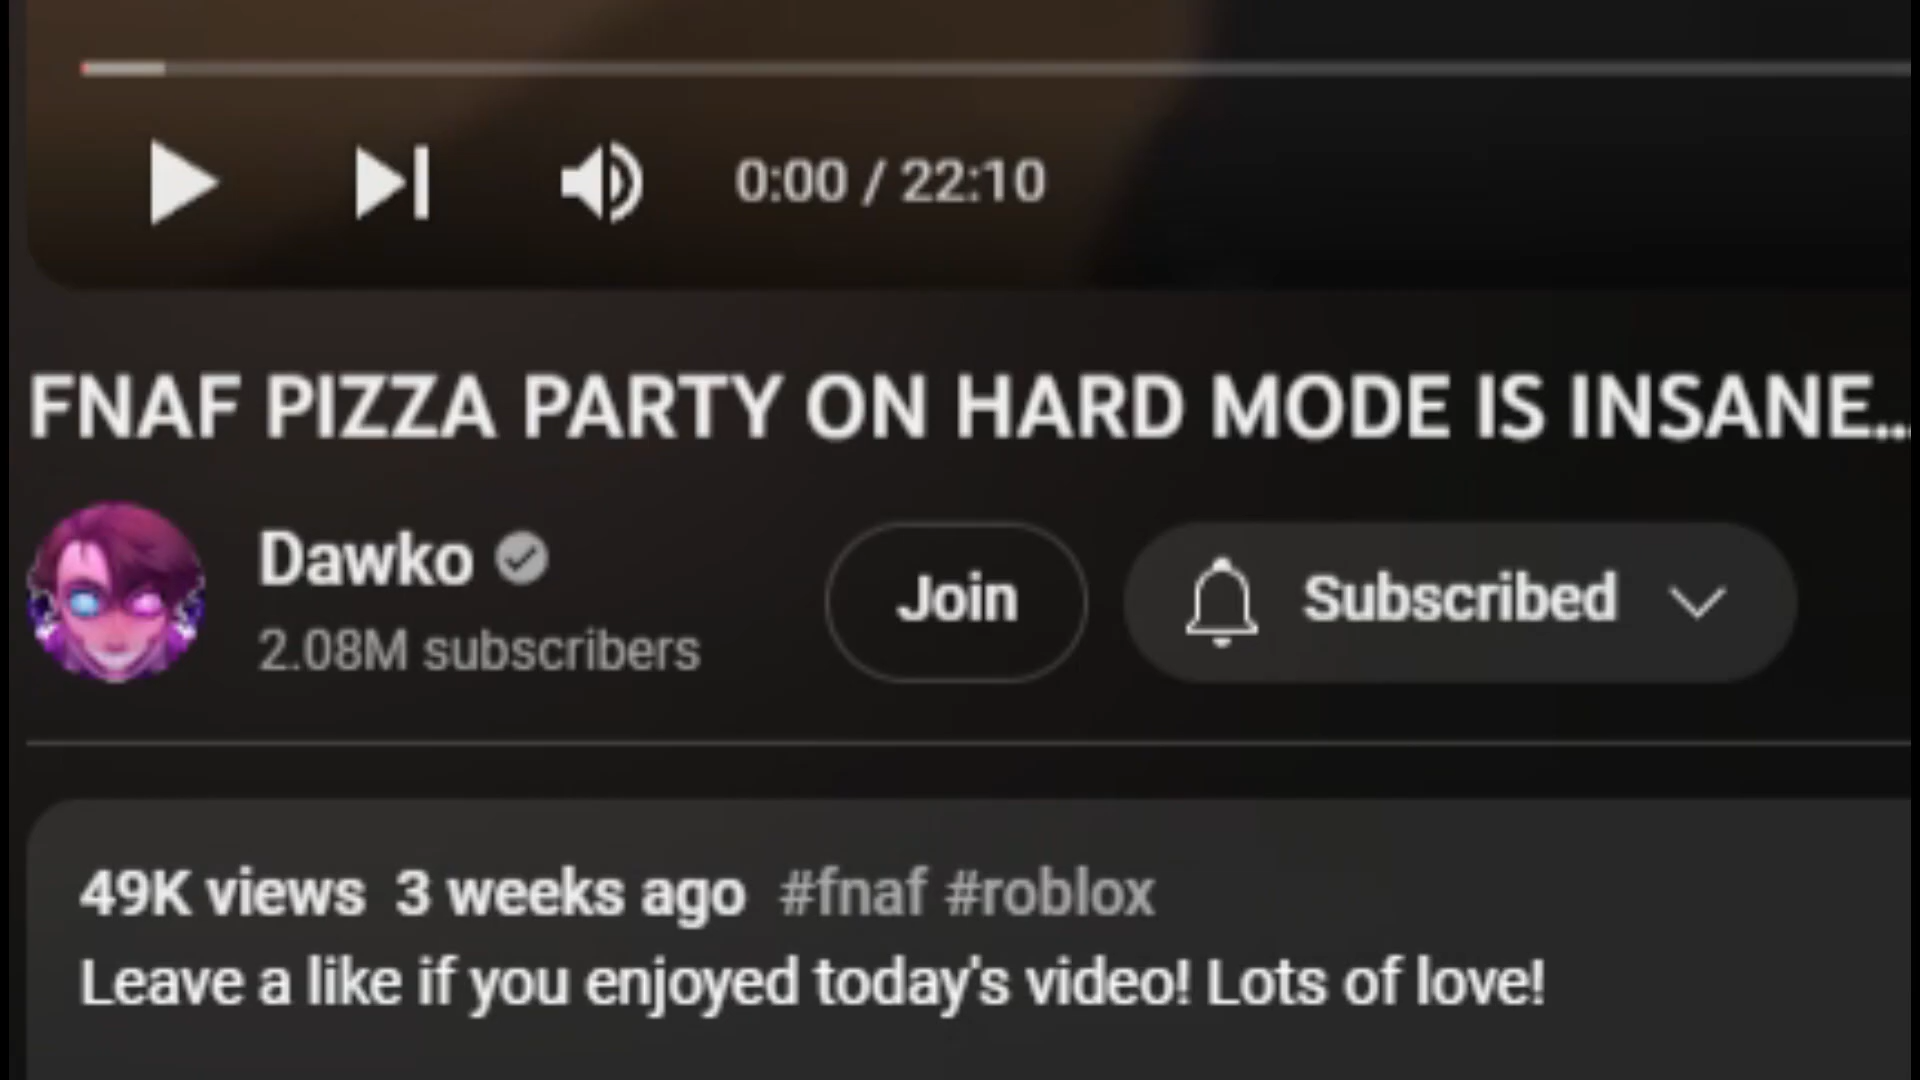 0:00 / 22:10
FNAF PIZZA PARTY ON HARD MODE IS INSANE...
Dawko
2.08M subscribers
Join
Subscribed
49K views 3 weeks ago #fnaf #roblox
Leave a like if you enjoyed today's video! Lots of love!